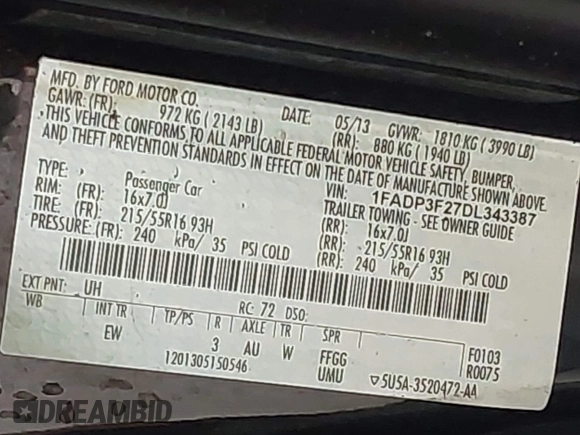 MFD. BY FORD MOTOR CO.
DATE: 05/13 GVWR: 1810 KG ( 3990 LB)
GAWR: (FR): 972 KG ( 2143 LB) (RR): 880 KG ( 1940 LB)
THIS VEHICLE CONFORMS TO ALL APPLICABLE FEDERAL MOTOR VEHICLE SAFETY, BUMPER,
AND THEFT PREVENTION STANDARDS IN EFFECT ON THE DATE OF MANUFACTURE SHOWN ABOVE.
VIN: 1FADP3F27DL343387
TYPE: Passenger Car TRAILER TOWING - SEE OWNER GUIDE
RIM: (FR): 16x7.0J (RR): 16x7.0J
TIRE: (FR): 215/55R16 93H (RR): 215/55R16 93H
PRESSURE: (FR): 240 kPa/ 35 PSI COLD (RR): 240 kPa/ 35 PSI COLD
EXT PNT: UH RC: 72 DSO:
WB INT TR TP/PS R AXLE TR SPR
F0103
EW 3 AU W FFGG
R0075
1201305150546 UMU
5U5A-3520472-AA
DREAMBID